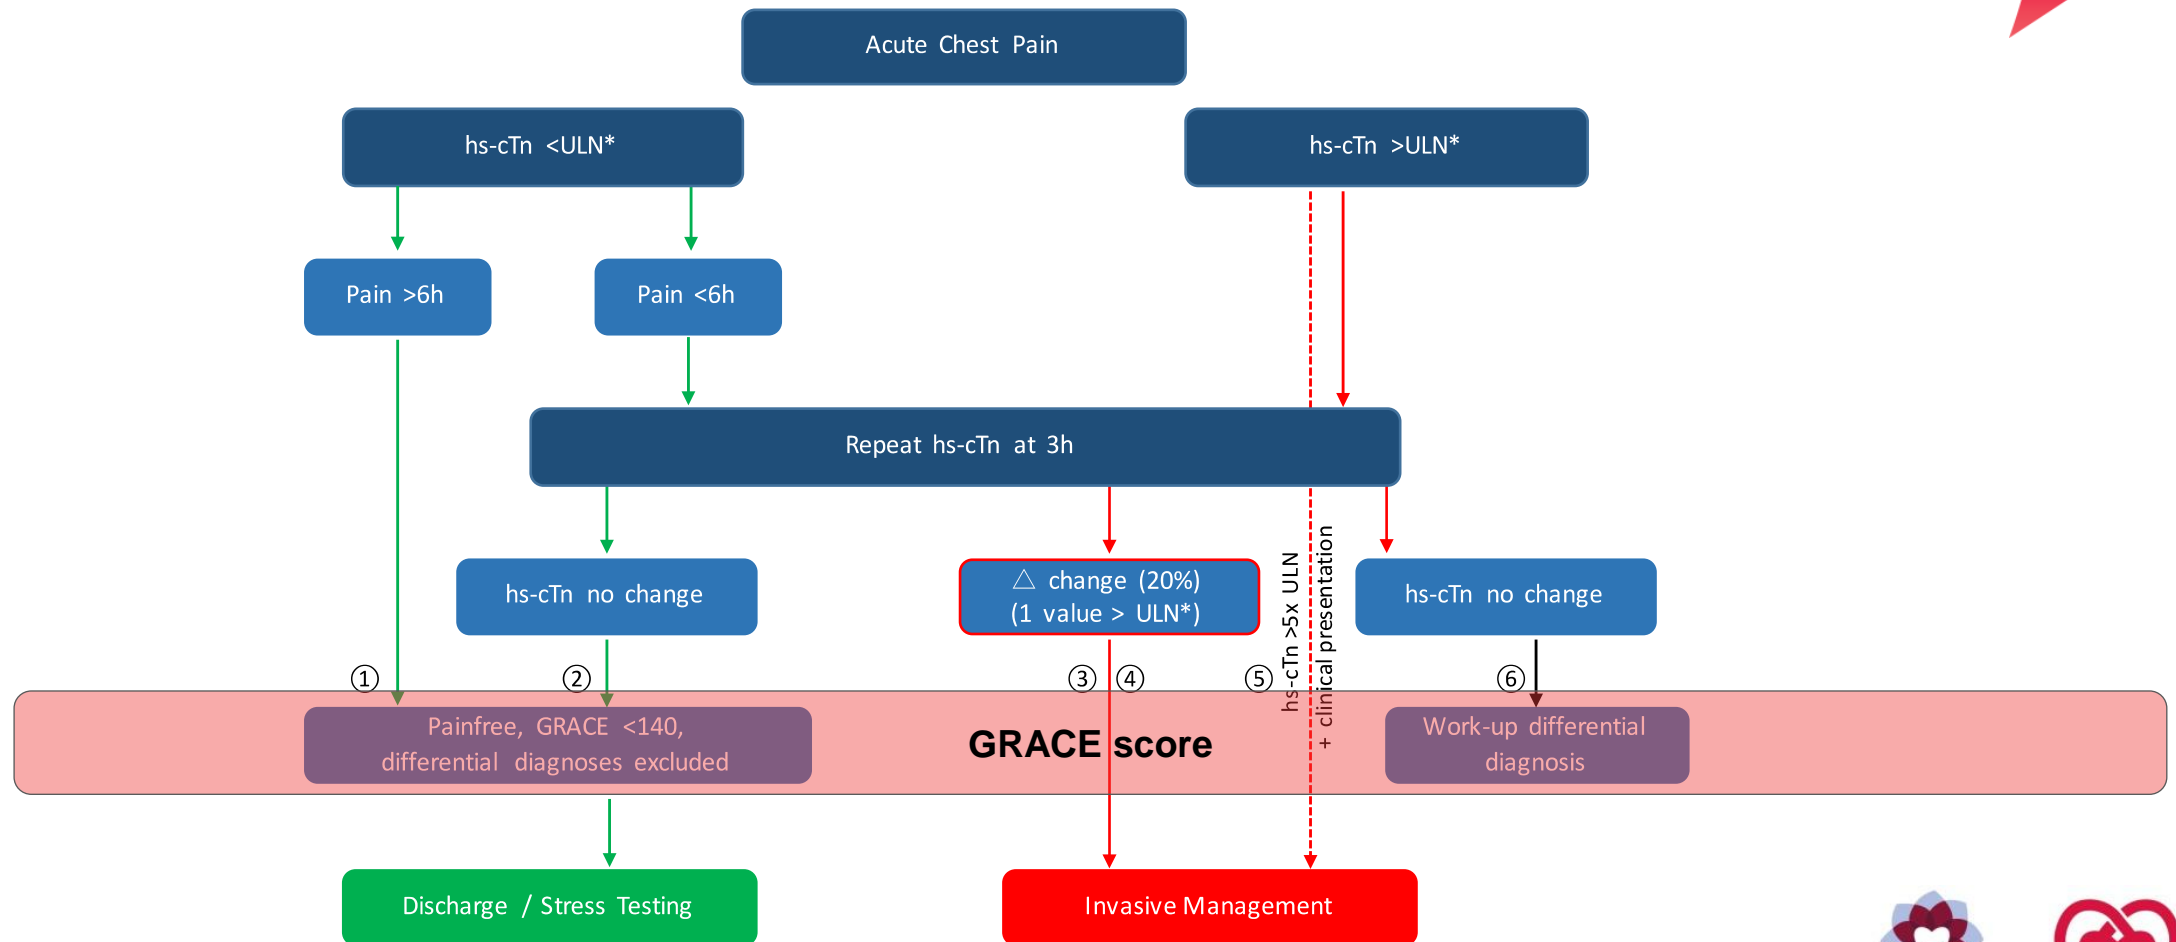 Acute Chest Pain
hs-cTn <ULN*
hs-cTn >ULN*
Pain >6h
Pain <6h
Repeat hs-cTn at 3h
hs-cTn no change
△ change (20%)
(1 value > ULN*)
hs-cTn >5x ULN
+ clinical presentation
hs-cTn no change
①
②
③
④
⑤
⑥
Painfree, GRACE <140,
differential diagnoses excluded
GRACE score
Work-up differential
diagnosis
Discharge / Stress Testing
Invasive Management